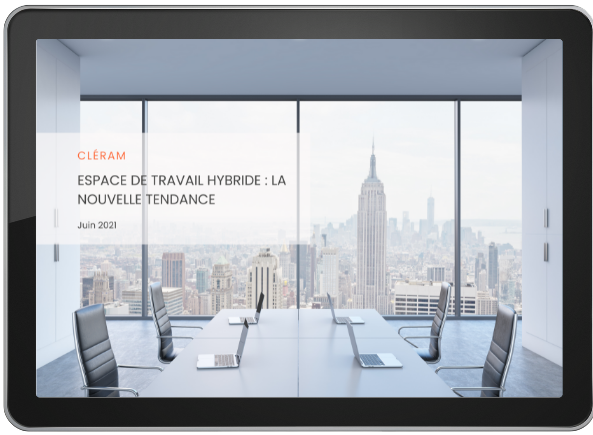 CLÉRAM
ESPACE DE TRAVAIL HYBRIDE : LA
NOUVELLE TENDANCE
Juin 2021